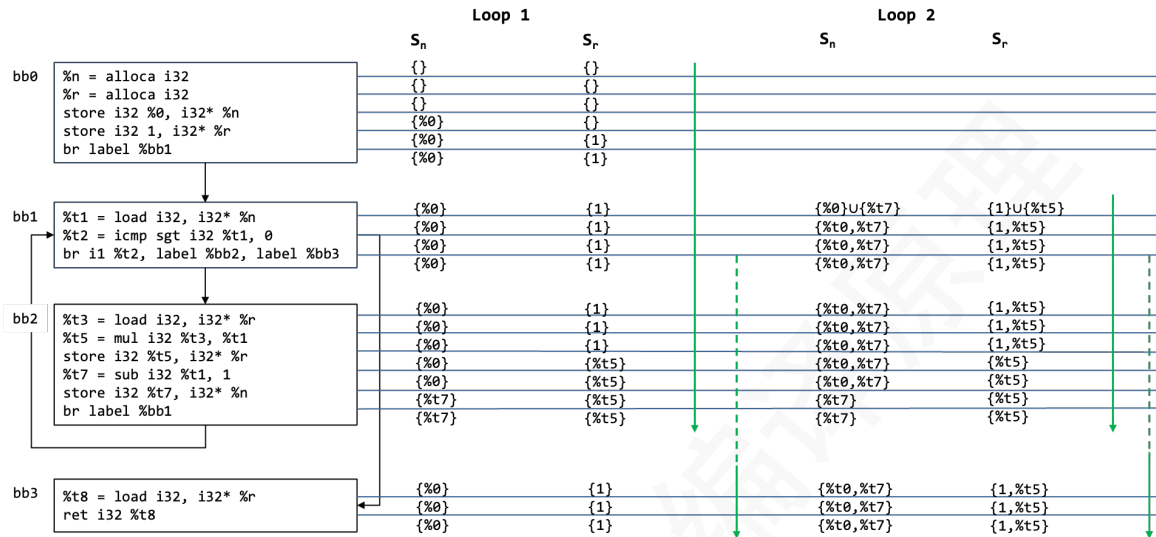 Loop 1 Loop 2
Sn Sr Sn Sr
bb0
%n = alloca i32
%r = alloca i32
store i32 %0, i32* %n
store i32 1, i32* %r
br label %bb1
{} {}
{} {}
{} {}
{%0} {}
{%0} {1}
{%0} {1}
bb1
%t1 = load i32, i32* %n
%t2 = icmp sgt i32 %t1, 0
br i1 %t2, label %bb2, label %bb3
{%0} {1} {%0}∪{%t7} {1}∪{%t5}
{%0} {1} {%t0,%t7} {1,%t5}
{%0} {1} {%t0,%t7} {1,%t5}
{%0} {1} {%t0,%t7} {1,%t5}
bb2
%t3 = load i32, i32* %r
%t5 = mul i32 %t3, %t1
store i32 %t5, i32* %r
%t7 = sub i32 %t1, 1
store i32 %t7, i32* %n
br label %bb1
{%0} {1} {%t0,%t7} {1,%t5}
{%0} {1} {%t0,%t7} {1,%t5}
{%0} {1} {%t0,%t7} {1,%t5}
{%0} {%t5} {%t0,%t7} {%t5}
{%0} {%t5} {%t0,%t7} {%t5}
{%t7} {%t5} {%t7} {%t5}
{%t7} {%t5} {%t7} {%t5}
bb3
%t8 = load i32, i32* %r
ret i32 %t8
{%0} {1} {%t0,%t7} {1,%t5}
{%0} {1} {%t0,%t7} {1,%t5}
{%0} {1} {%t0,%t7} {1,%t5}
编译原理